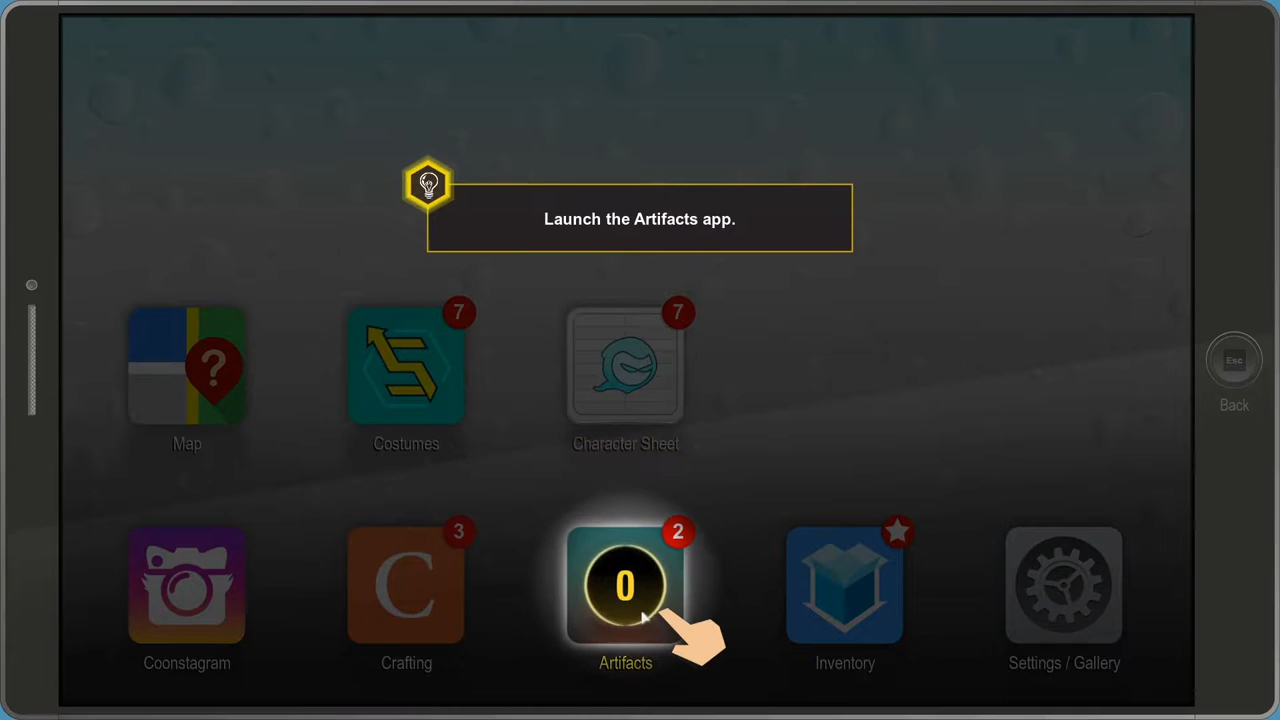 Launch the Artifacts app.
7
7
?
Esc
Back
Map
Costumes
Character Sheet
3
2
C
0
Coonstagram
Crafting
Artifacts
Inventory
Settings / Gallery